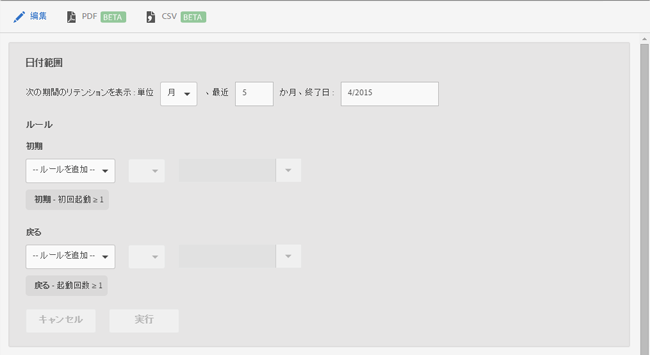 編集 PDF BETA CSV BETA
日付範囲
次の期間のリテンションを表示 : 単位 月 、最近 5 か月、終了日 : 4/2015
ルール
初期
-- ルールを追加 --
初期 - 初回起動 ≥ 1
戻る
-- ルールを追加 --
戻る - 起動回数 ≥ 1
キャンセル 実行